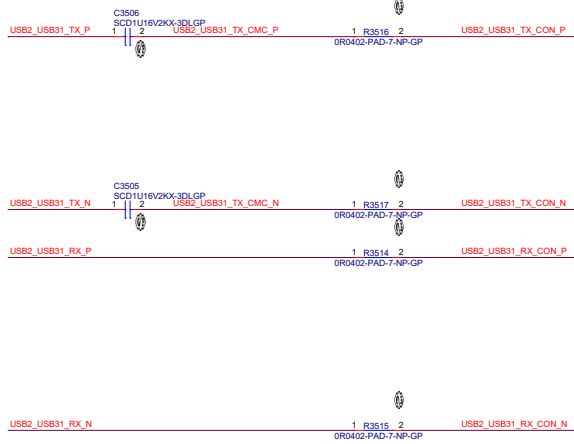 C3506
SCD1U16V2KX-3DLGP
USB2_USB31_TX_P 1 2 USB2_USB31_TX_CMC_P 1 R3516 2 USB2_USB31_TX_CON_P
0R0402-PAD-7-NP-GP
C3505
SCD1U16V2KX-3DLGP
USB2_USB31_TX_N 1 2 USB2_USB31_TX_CMC_N 1 R3517 2 USB2_USB31_TX_CON_N
0R0402-PAD-7-NP-GP
USB2_USB31_RX_P 1 R3514 2 USB2_USB31_RX_CON_P
0R0402-PAD-7-NP-GP
USB2_USB31_RX_N 1 R3515 2 USB2_USB31_RX_CON_N
0R0402-PAD-7-NP-GP